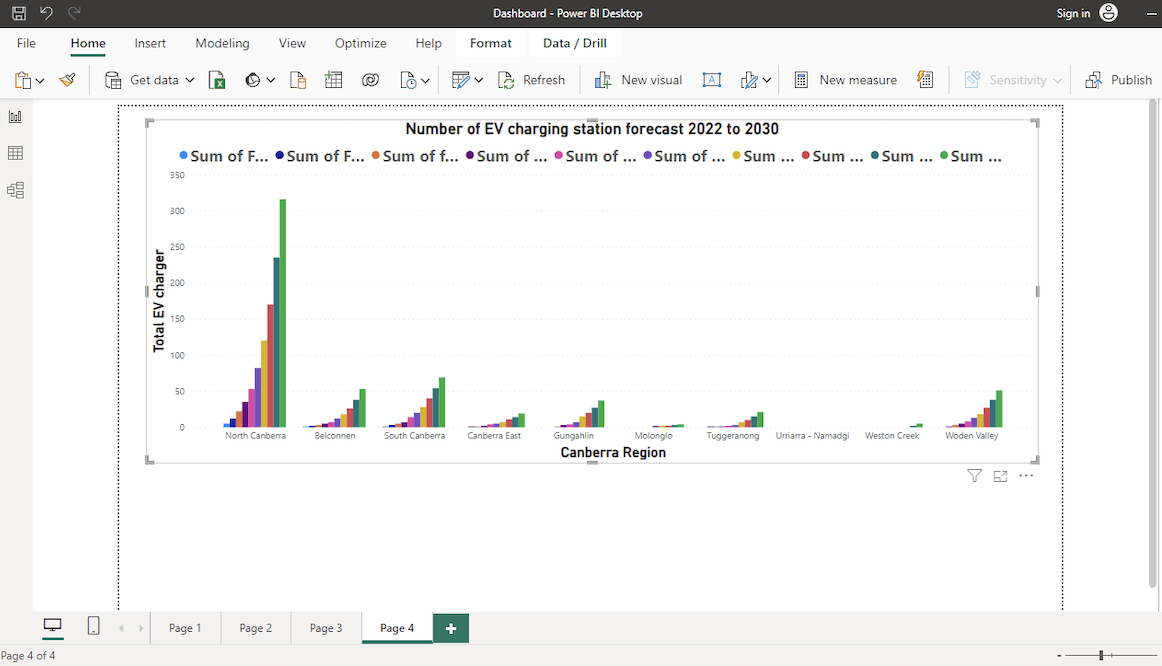 Dashboard - Power BI Desktop
Sign in
File Home Insert Modeling View Optimize Help Format Data / Drill
Get data Refresh New visual A New measure Sensitivity Publish
Number of EV charging station forecast 2022 to 2030
Sum of F... Sum of F... Sum of f... Sum of ... Sum of ... Sum of ... Sum ... Sum ... Sum ... Sum ...
350
300
250
200
150
100
50
0
Total EV charger
North Canberra Belconnen South Canberra Canberra East Gungahlin Molonglo Tuggeranong Urriarra - Namadgi Weston Creek Woden Valley
Canberra Region
Page 1 Page 2 Page 3 Page 4 +
Page 4 of 4